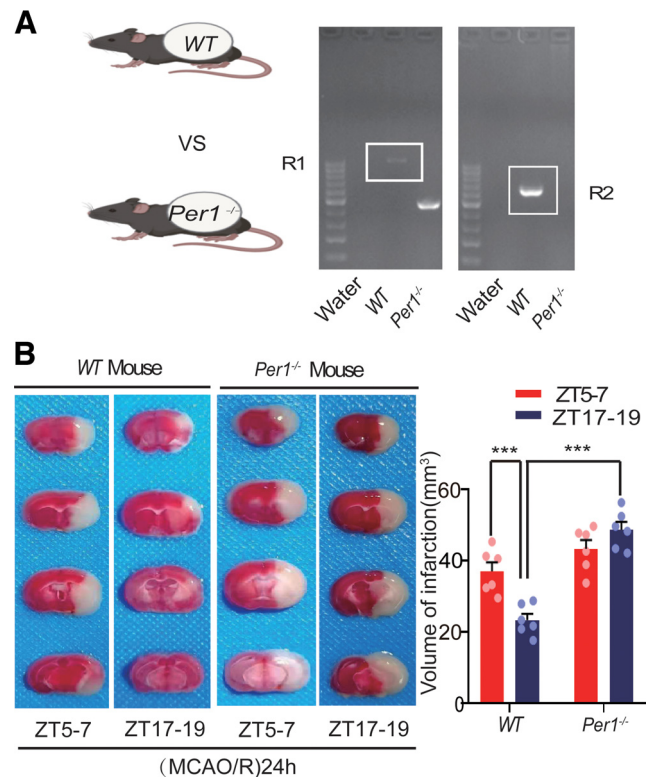 A
WT
VS
Per1 -/-
R1
R2
Water
WT
Per1-/-
Water
WT
Per1-/-
B
WT Mouse
Per1-/- Mouse
ZT5-7
ZT17-19
ZT5-7
ZT17-19
(MCAO/R)24h
ZT5-7
ZT17-19
***
***
Volume of infarction(mm³)
60
40
20
0
WT
Per1-/-